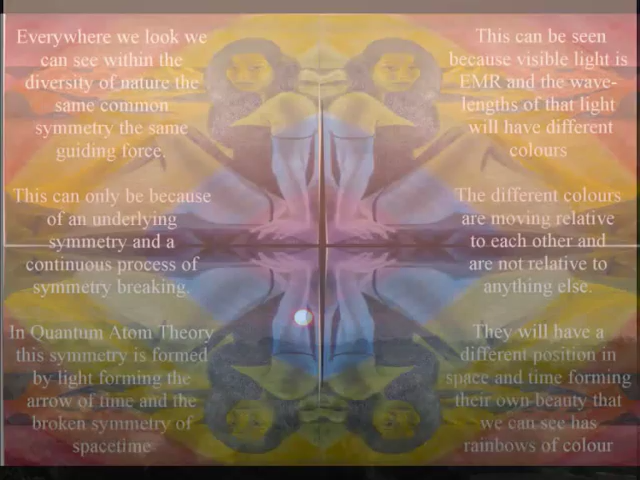 Everywhere we look we
can see within the
diversity of nature the
same common
symmetry the same
guiding force.
This can only be because
of an underlying
symmetry and a
continuous process of
symmetry breaking.
In Quantum Atom Theory
this symmetry is formed
by light forming the
arrow of time and the
broken symmetry of
spacetime
This can be seen
because visible light is
EMR and the wave-
lengths of that light
will have different
colours
The different colours
are moving relative
to each other and
are not relative to
anything else.
They will have a
different position in
space and time forming
their own beauty that
we can see has
rainbows of colour